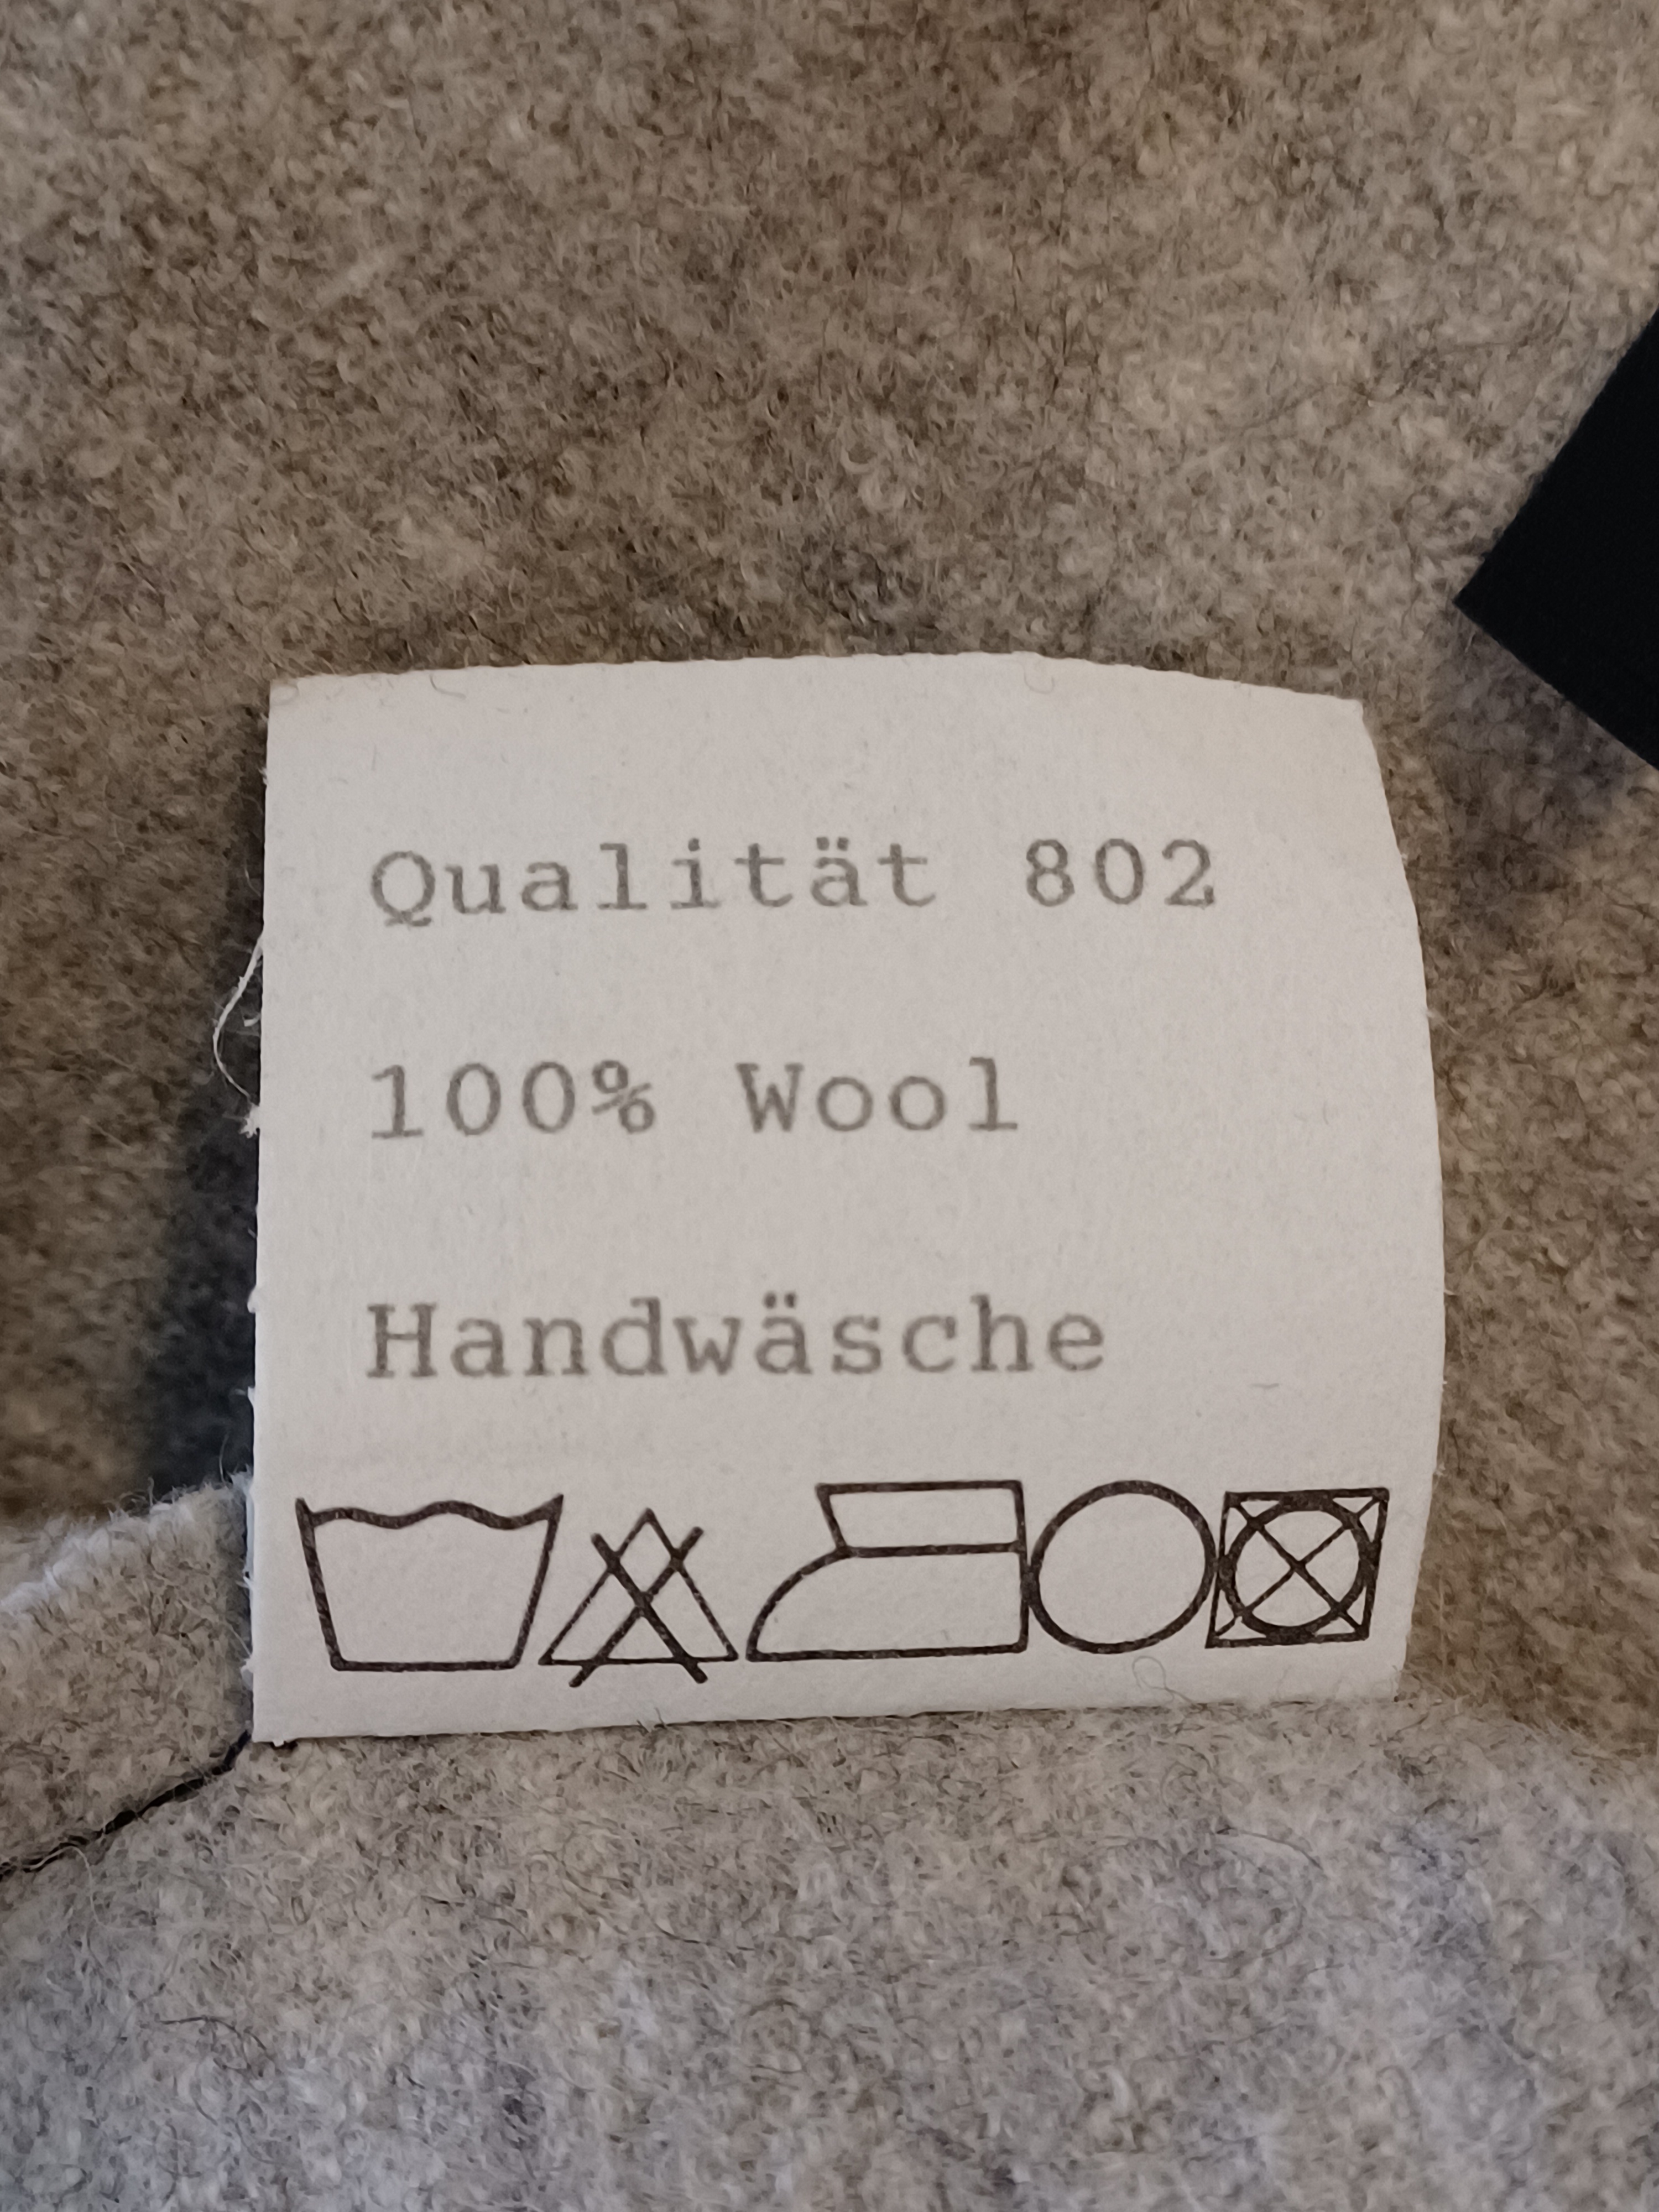 Qualität 802
100% Wool
Handwäsche